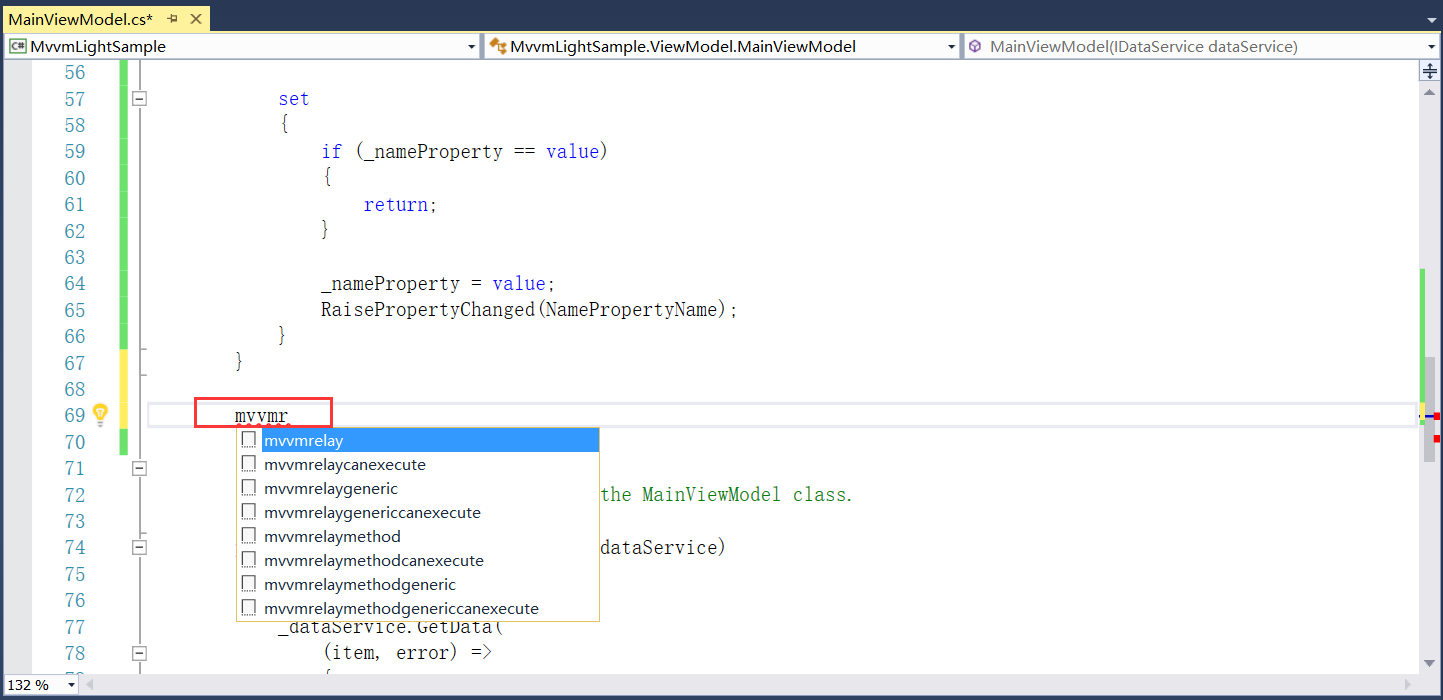 MainViewModel.cs*
MvvmLightSample MvvmLightSample.ViewModel.MainViewModel MainViewModel(IDataService dataService)
56
57 set
58 {
59 if (_nameProperty == value)
60 {
61 return;
62 }
63
64 _nameProperty = value;
65 RaisePropertyChanged(NamePropertyName);
66 }
67 }
68
69 mvvmr
70 mvvmrelay
71 mvvmrelaycanexecute
mvvmrelaygeneric
72 the MainViewModel class.
73 mvvmrelaygenericcanexecute
mvvmrelaymethod
74 dataService)
75 mvvmrelaymethodcanexecute
mvvmrelaymethodgeneric
76 mvvmrelaymethodgenericcanexecute
77 _dataService.GetData(
78 (item, error) =>
132 %